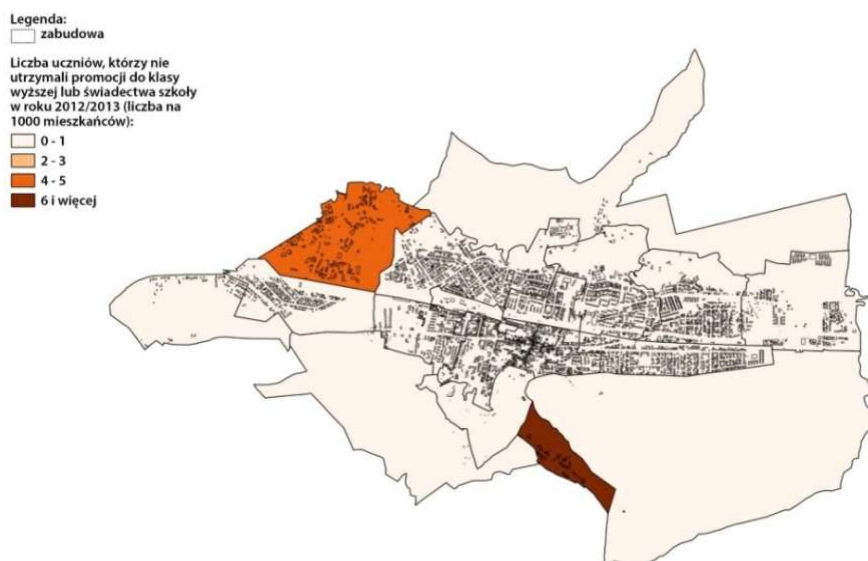 Legenda:
zabudowa
Liczba uczniów, którzy nie
utrzymali promocji do klasy
wyższej lub świadectwa szkoły
w roku 2012/2013 (liczba na
1000 mieszkańców):
0 - 1
2 - 3
4 - 5
6 i więcej